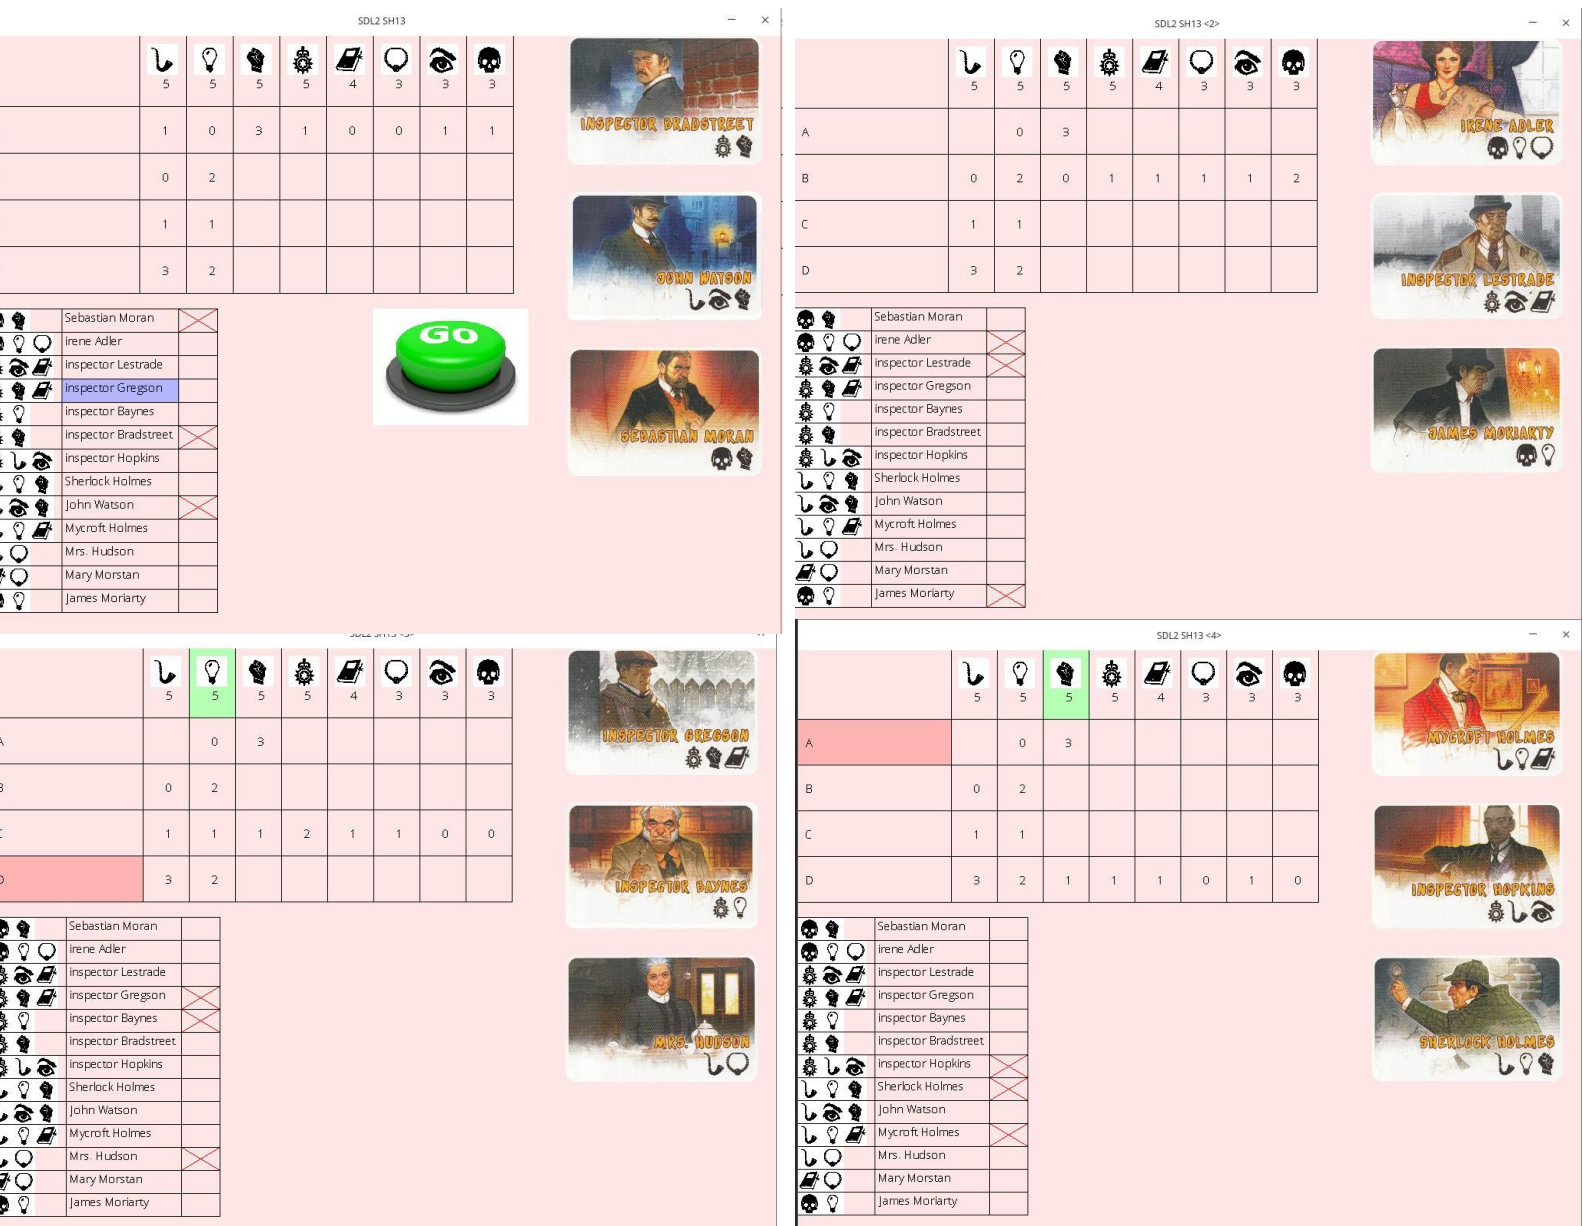 SDL2 SH13
5 5 5 5 4 3 3 3
1 0 3 1 0 0 1 1
0 2
1 1
3 2
Sebastian Moran
irene Adler
inspector Lestrade
inspector Gregson
inspector Baynes
inspector Bradstreet
inspector Hopkins
Sherlock Holmes
John Watson
Mycroft Holmes
Mrs. Hudson
Mary Morstan
James Moriarty
Go
INSPECTOR BRADSTREET
JOHN WATSON
SEBASTIAN MORAN
SDL2 SH13 <2>
5 5 5 5 4 3 3 3
A 0 3
B 0 2 0 1 1 1 1 2
C 1 1
D 3 2
Sebastian Moran
irene Adler
inspector Lestrade
inspector Gregson
inspector Baynes
inspector Bradstreet
inspector Hopkins
Sherlock Holmes
John Watson
Mycroft Holmes
Mrs. Hudson
Mary Morstan
James Moriarty
IRENE ADLER
INSPECTOR LESTRADE
JAMES MORIARTY
SDL2 SH13 <3>
5 5 5 5 4 3 3 3
A 0 3
B 0 2
C 1 1 1 2 1 1 0 0
D 3 2
Sebastian Moran
irene Adler
inspector Lestrade
inspector Gregson
inspector Baynes
inspector Bradstreet
inspector Hopkins
Sherlock Holmes
John Watson
Mycroft Holmes
Mrs. Hudson
Mary Morstan
James Moriarty
INSPECTOR GREGSON
INSPECTOR BAYNES
MRS. HUDSON
SDL2 SH13 <4>
5 5 5 5 4 3 3 3
A 0 3
B 0 2
C 1 1
D 3 2 1 1 1 0 1 0
Sebastian Moran
irene Adler
inspector Lestrade
inspector Gregson
inspector Baynes
inspector Bradstreet
inspector Hopkins
Sherlock Holmes
John Watson
Mycroft Holmes
Mrs. Hudson
Mary Morstan
James Moriarty
MYCROFT HOLMES
INSPECTOR HOPKINS
SHERLOCK HOLMES